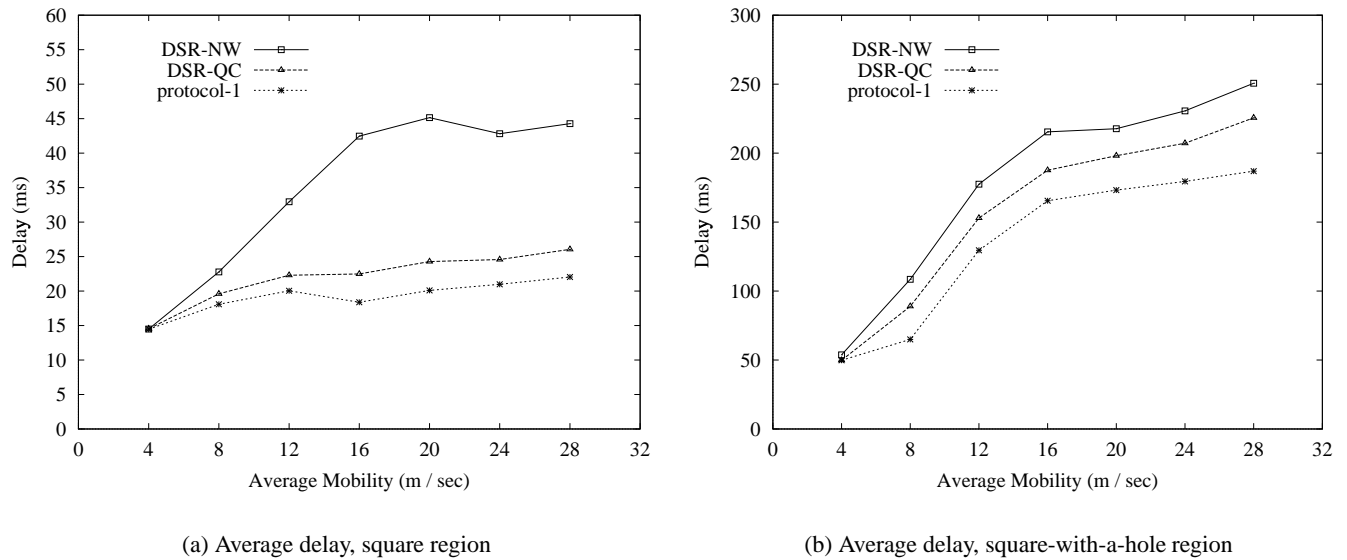 60
55
50
45
40
35
30
25
20
15
10
5
0
Delay (ms)
DSR-NW
DSR-QC
protocol-1
0 4 8 12 16 20 24 28 32
Average Mobility (m / sec)
(a) Average delay, square region
300
250
200
150
100
50
0
Delay (ms)
DSR-NW
DSR-QC
protocol-1
0 4 8 12 16 20 24 28 32
Average Mobility (m / sec)
(b) Average delay, square-with-a-hole region